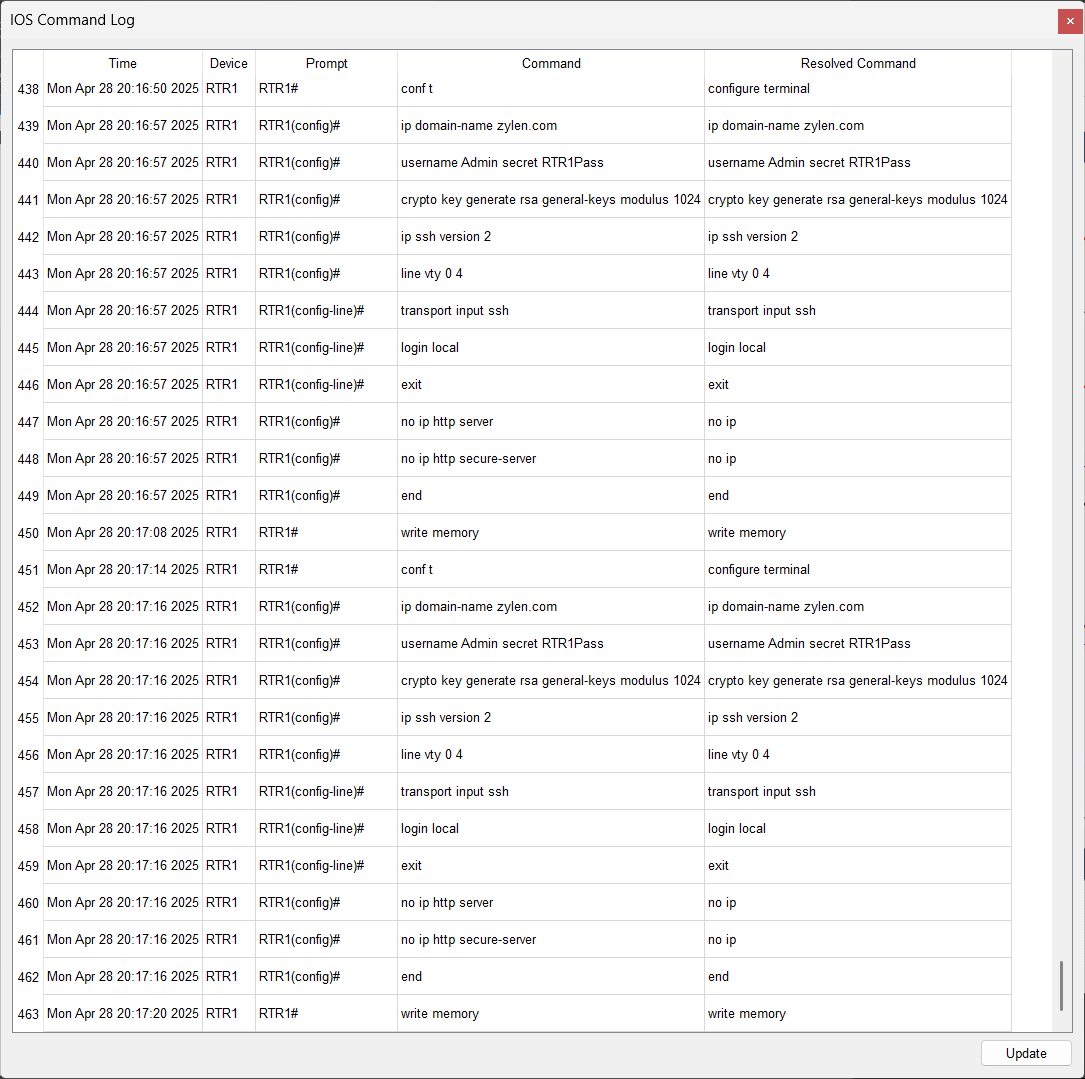 IOS Command Log
Time Device Prompt Command Resolved Command
438 Mon Apr 28 20:16:50 2025 RTR1 RTR1# conf t configure terminal
439 Mon Apr 28 20:16:57 2025 RTR1 RTR1(config)# ip domain-name zylen.com ip domain-name zylen.com
440 Mon Apr 28 20:16:57 2025 RTR1 RTR1(config)# username Admin secret RTR1Pass username Admin secret RTR1Pass
441 Mon Apr 28 20:16:57 2025 RTR1 RTR1(config)# crypto key generate rsa general-keys modulus 1024 crypto key generate rsa general-keys modulus 1024
442 Mon Apr 28 20:16:57 2025 RTR1 RTR1(config)# ip ssh version 2 ip ssh version 2
443 Mon Apr 28 20:16:57 2025 RTR1 RTR1(config)# line vty 0 4 line vty 0 4
444 Mon Apr 28 20:16:57 2025 RTR1 RTR1(config-line)# transport input ssh transport input ssh
445 Mon Apr 28 20:16:57 2025 RTR1 RTR1(config-line)# login local login local
446 Mon Apr 28 20:16:57 2025 RTR1 RTR1(config-line)# exit exit
447 Mon Apr 28 20:16:57 2025 RTR1 RTR1(config)# no ip http server no ip
448 Mon Apr 28 20:16:57 2025 RTR1 RTR1(config)# no ip http secure-server no ip
449 Mon Apr 28 20:16:57 2025 RTR1 RTR1(config)# end end
450 Mon Apr 28 20:17:08 2025 RTR1 RTR1# write memory write memory
451 Mon Apr 28 20:17:14 2025 RTR1 RTR1# conf t configure terminal
452 Mon Apr 28 20:17:16 2025 RTR1 RTR1(config)# ip domain-name zylen.com ip domain-name zylen.com
453 Mon Apr 28 20:17:16 2025 RTR1 RTR1(config)# username Admin secret RTR1Pass username Admin secret RTR1Pass
454 Mon Apr 28 20:17:16 2025 RTR1 RTR1(config)# crypto key generate rsa general-keys modulus 1024 crypto key generate rsa general-keys modulus 1024
455 Mon Apr 28 20:17:16 2025 RTR1 RTR1(config)# ip ssh version 2 ip ssh version 2
456 Mon Apr 28 20:17:16 2025 RTR1 RTR1(config)# line vty 0 4 line vty 0 4
457 Mon Apr 28 20:17:16 2025 RTR1 RTR1(config-line)# transport input ssh transport input ssh
458 Mon Apr 28 20:17:16 2025 RTR1 RTR1(config-line)# login local login local
459 Mon Apr 28 20:17:16 2025 RTR1 RTR1(config-line)# exit exit
460 Mon Apr 28 20:17:16 2025 RTR1 RTR1(config)# no ip http server no ip
461 Mon Apr 28 20:17:16 2025 RTR1 RTR1(config)# no ip http secure-server no ip
462 Mon Apr 28 20:17:16 2025 RTR1 RTR1(config)# end end
463 Mon Apr 28 20:17:20 2025 RTR1 RTR1# write memory write memory
Update